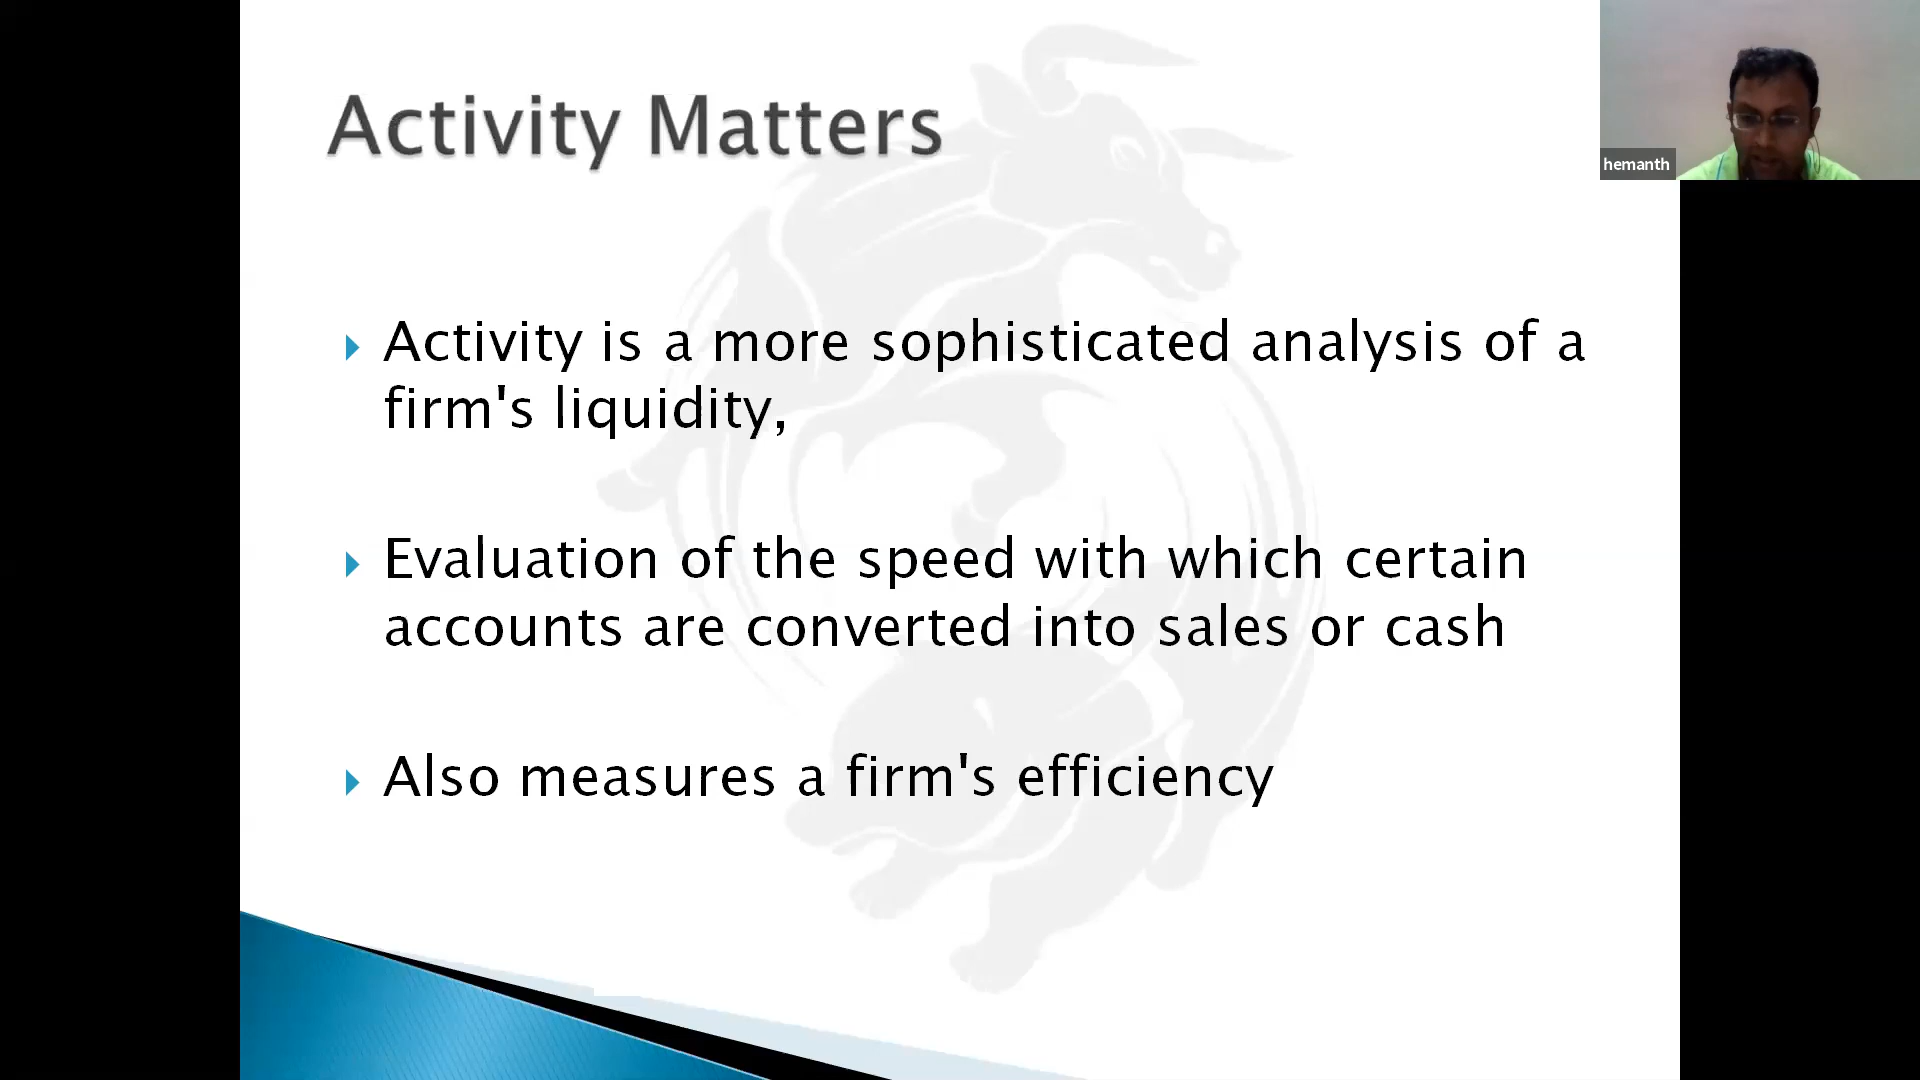 Activity Matters
Activity is a more sophisticated analysis of a
firm's liquidity,
Evaluation of the speed with which certain
accounts are converted into sales or cash
Also measures a firm's efficiency
hemanth